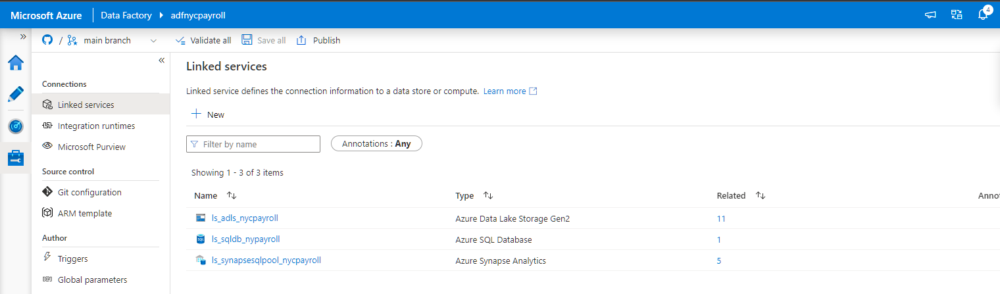 Microsoft Azure Data Factory adfnycpayroll 4
/ main branch Validate all Save all Publish
Connections
Linked services
Integration runtimes
Microsoft Purview
Source control
Git configuration
ARM template
Author
Triggers
Global parameters
Linked services
Linked service defines the connection information to a data store or compute. Learn more
New
Filter by name Annotations : Any
Showing 1 - 3 of 3 items
Name Type Related Anno
ls_adls_nycpayroll Azure Data Lake Storage Gen2 11
SQL ls_sqldb_nypayroll Azure SQL Database 1
ls_synapsesqlpool_nycpayroll Azure Synapse Analytics 5